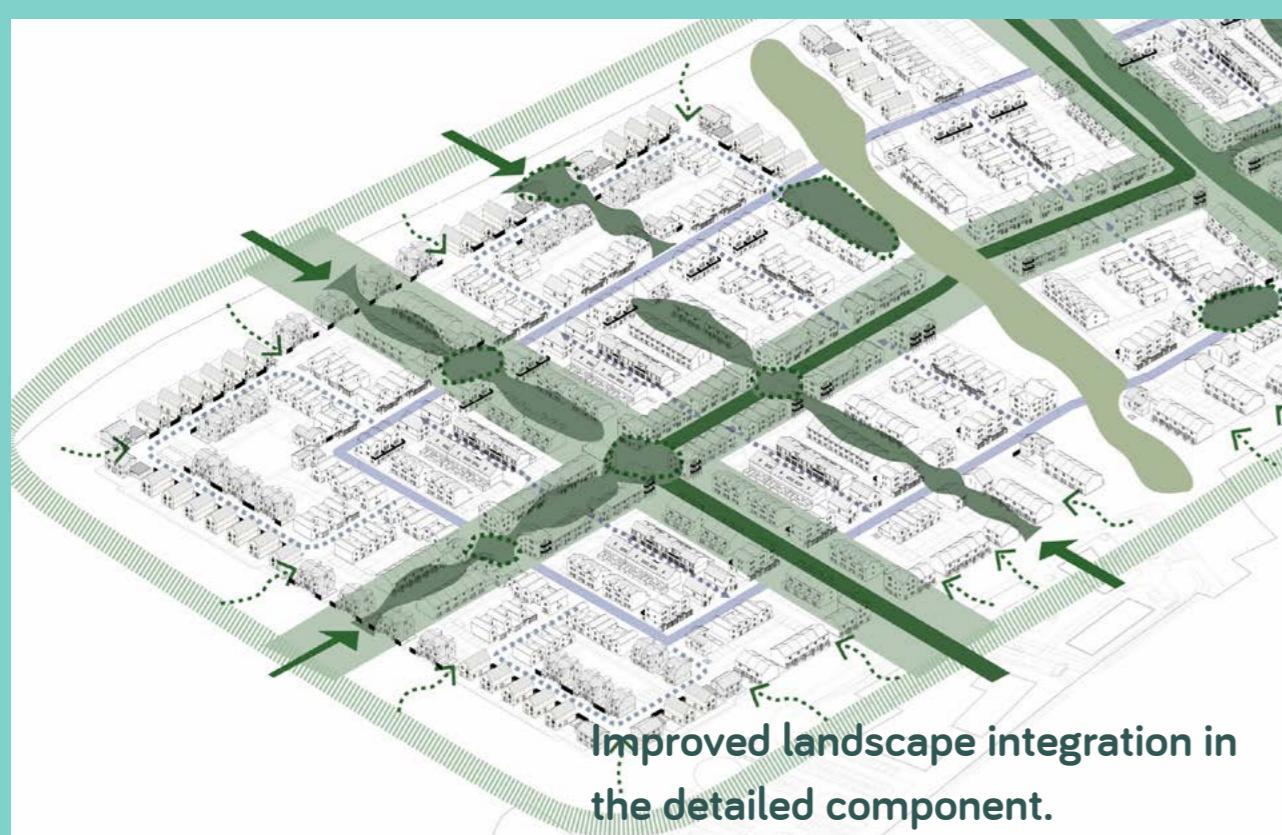 Improved landscape integration in
the detailed component.